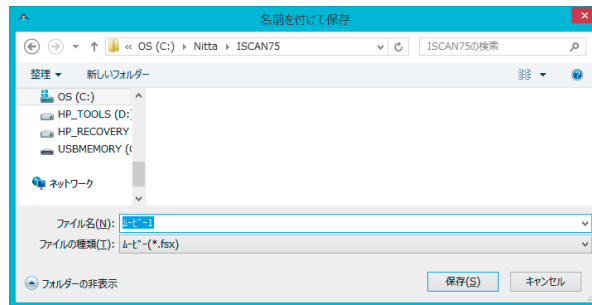 名前を付けて保存
« OS (C:) ▸ Nitta ▸ ISCAN75
ISCAN75の検索
整理 ▼ 新しいフォルダー
OS (C:)
HP_TOOLS (D:)
HP_RECOVERY
USBMEMORY (
ネットワーク
ファイル名(N): ﾑｰﾋﾞｰ1
ファイルの種類(T): ﾑｰﾋﾞｰ(*.fsx)
フォルダーの非表示
保存(S) キャンセル